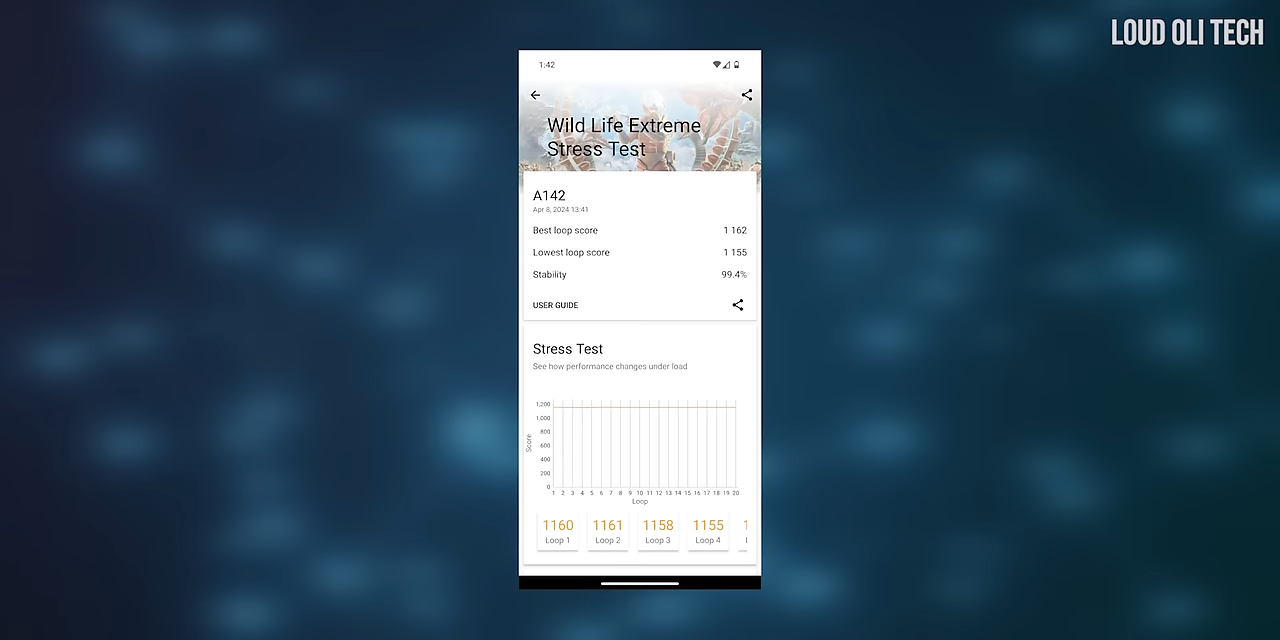 LOUD OLI TECH
1:42
Wild Life Extreme
Stress Test
A142
Apr 8, 2024 13:41
Best loop score 1 162
Lowest loop score 1 155
Stability 99.4%
USER GUIDE
Stress Test
See how performance changes under load
1,200
1,000
800
600
400
200
0
Score
1 2 3 4 5 6 7 8 9 10 11 12 13 14 15 16 17 18 19 20
Loop
1160 1161 1158 1155
Loop 1 Loop 2 Loop 3 Loop 4